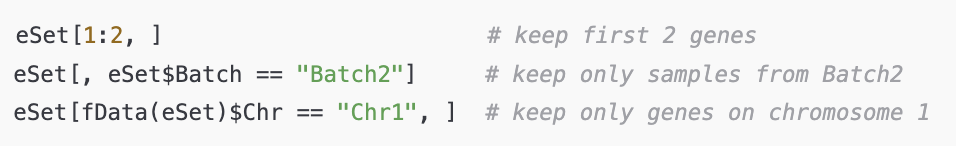 eSet[1:2, ] # keep first 2 genes
eSet[, eSet$Batch == "Batch2"] # keep only samples from Batch2
eSet[fData(eSet)$Chr == "Chr1", ] # keep only genes on chromosome 1